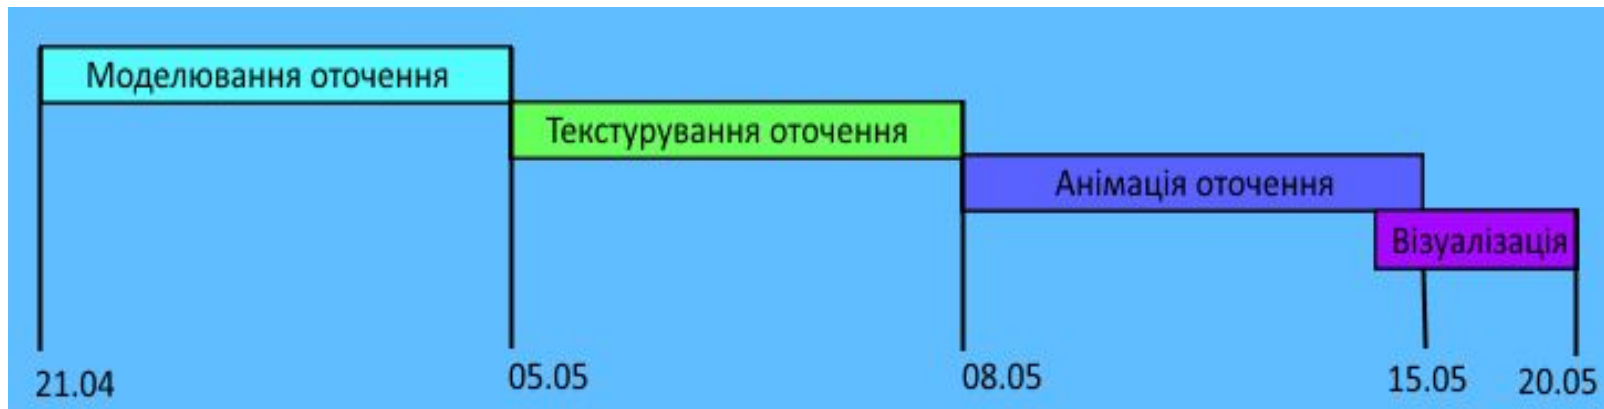 Моделювання оточення
Текстурування оточення
Анімація оточення
Візуалізація
21.04
05.05
08.05
15.05
20.05